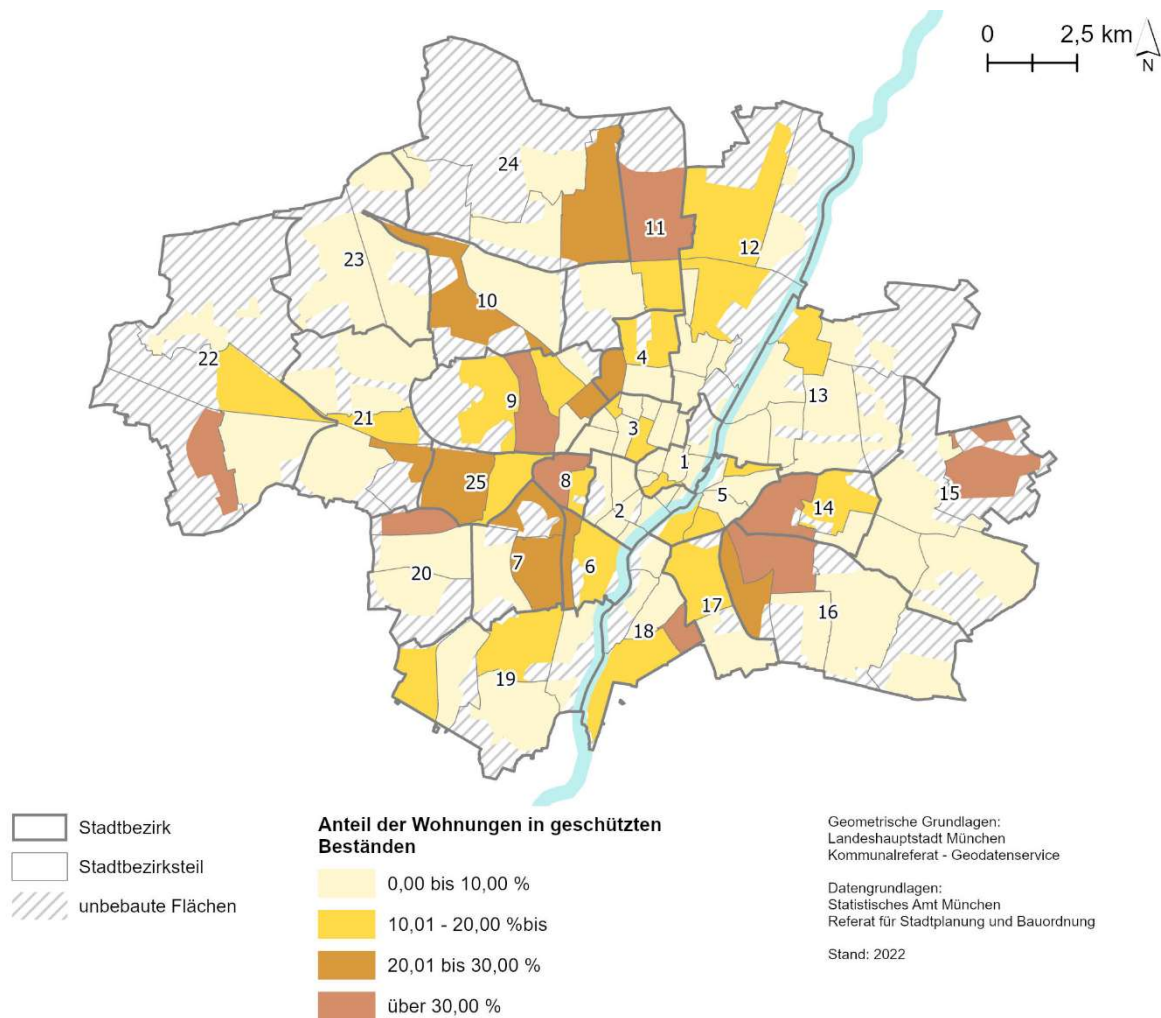 0 2,5 km
N
24
11
12
23
10
4
22
13
9
21
3
1
8
15
25
5
14
2
7
6
20
17
16
18
19
Stadtbezirk
Stadtbezirksteil
unbebaute Flächen
Anteil der Wohnungen in geschützten
Beständen
0,00 bis 10,00 %
10,01 - 20,00 %bis
20,01 bis 30,00 %
über 30,00 %
Geometrische Grundlagen:
Landeshauptstadt München
Kommunalreferat - Geodatenservice
Datengrundlagen:
Statistisches Amt München
Referat für Stadtplanung und Bauordnung
Stand: 2022